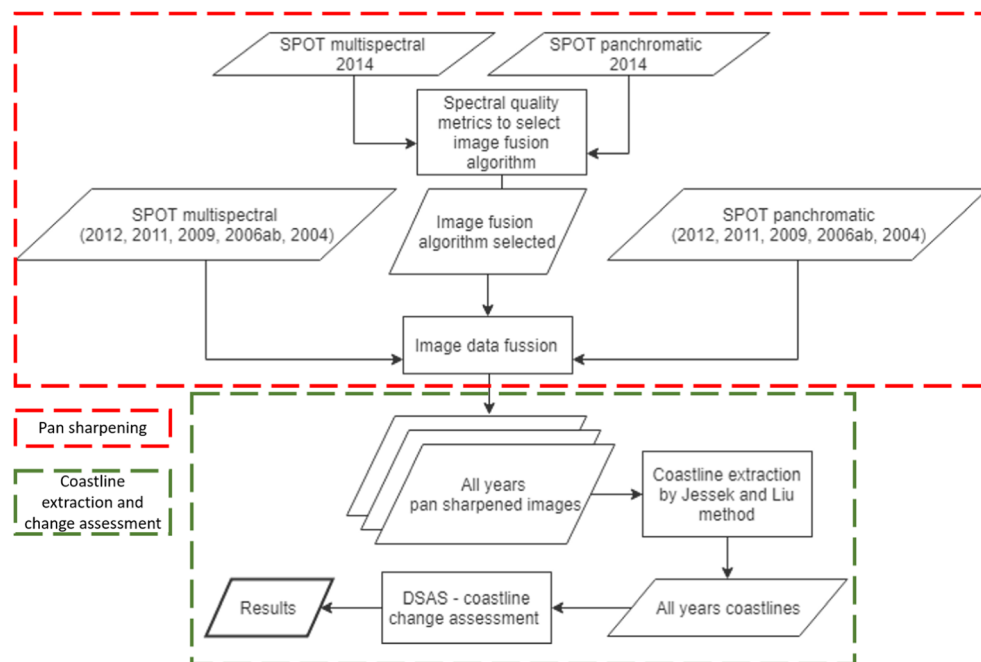 SPOT multispectral
2014
SPOT panchromatic
2014
Spectral quality
metrics to select
image fusion
algorithm
SPOT multispectral
(2012, 2011, 2009, 2006ab, 2004)
Image fusion
algorithm selected
SPOT panchromatic
(2012, 2011, 2009, 2006ab, 2004)
Image data fussion
Pan sharpening
Coastline
extraction and
change assessment
All years
pan sharpened images
Coastline extraction
by Jessek and Liu
method
All years coastlines
DSAS - coastline
change assessment
Results